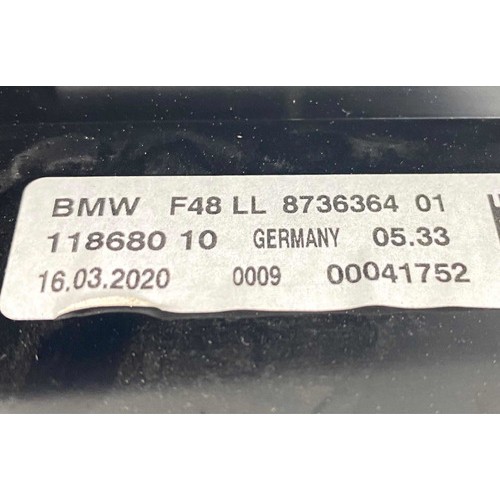 BMW F48 LL 8736364 01
118680 10 GERMANY 05.33
16.03.2020 0009 00041752